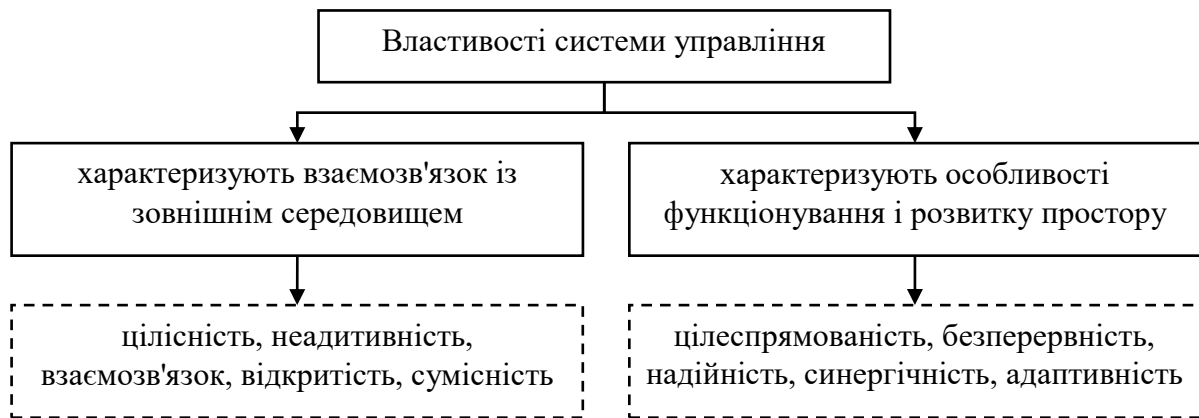 Властивості системи управління
характеризують взаємозв'язок із
зовнішнім середовищем
характеризують особливості
функціонування і розвитку простору
цілісність, неадитивність,
взаємозв'язок, відкритість, сумісність
цілеспрямованість, безперервність,
надійність, синергічність, адаптивність